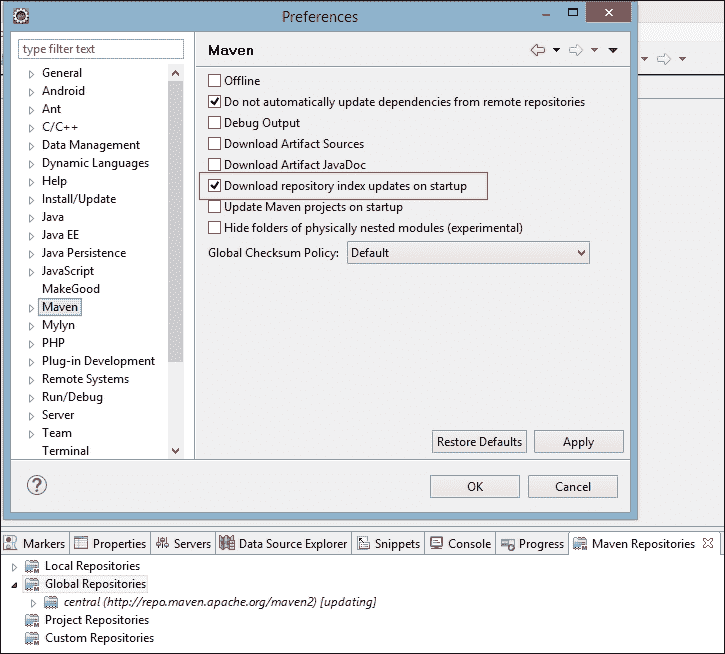 Preferences
type filter text
General
Android
Ant
C/C++
Data Management
Dynamic Languages
Help
Install/Update
Java
Java EE
Java Persistence
JavaScript
MakeGood
Maven
Mylyn
PHP
Plug-in Development
Remote Systems
Run/Debug
Server
Team
Terminal
Maven
Offline
Do not automatically update dependencies from remote repositories
Debug Output
Download Artifact Sources
Download Artifact JavaDoc
Download repository index updates on startup
Update Maven projects on startup
Hide folders of physically nested modules (experimental)
Global Checksum Policy: Default
Restore Defaults Apply
? OK Cancel
Markers Properties Servers Data Source Explorer Snippets Console Progress Maven Repositories
Local Repositories
Global Repositories
central (http://repo.maven.apache.org/maven2) [updating]
Project Repositories
Custom Repositories